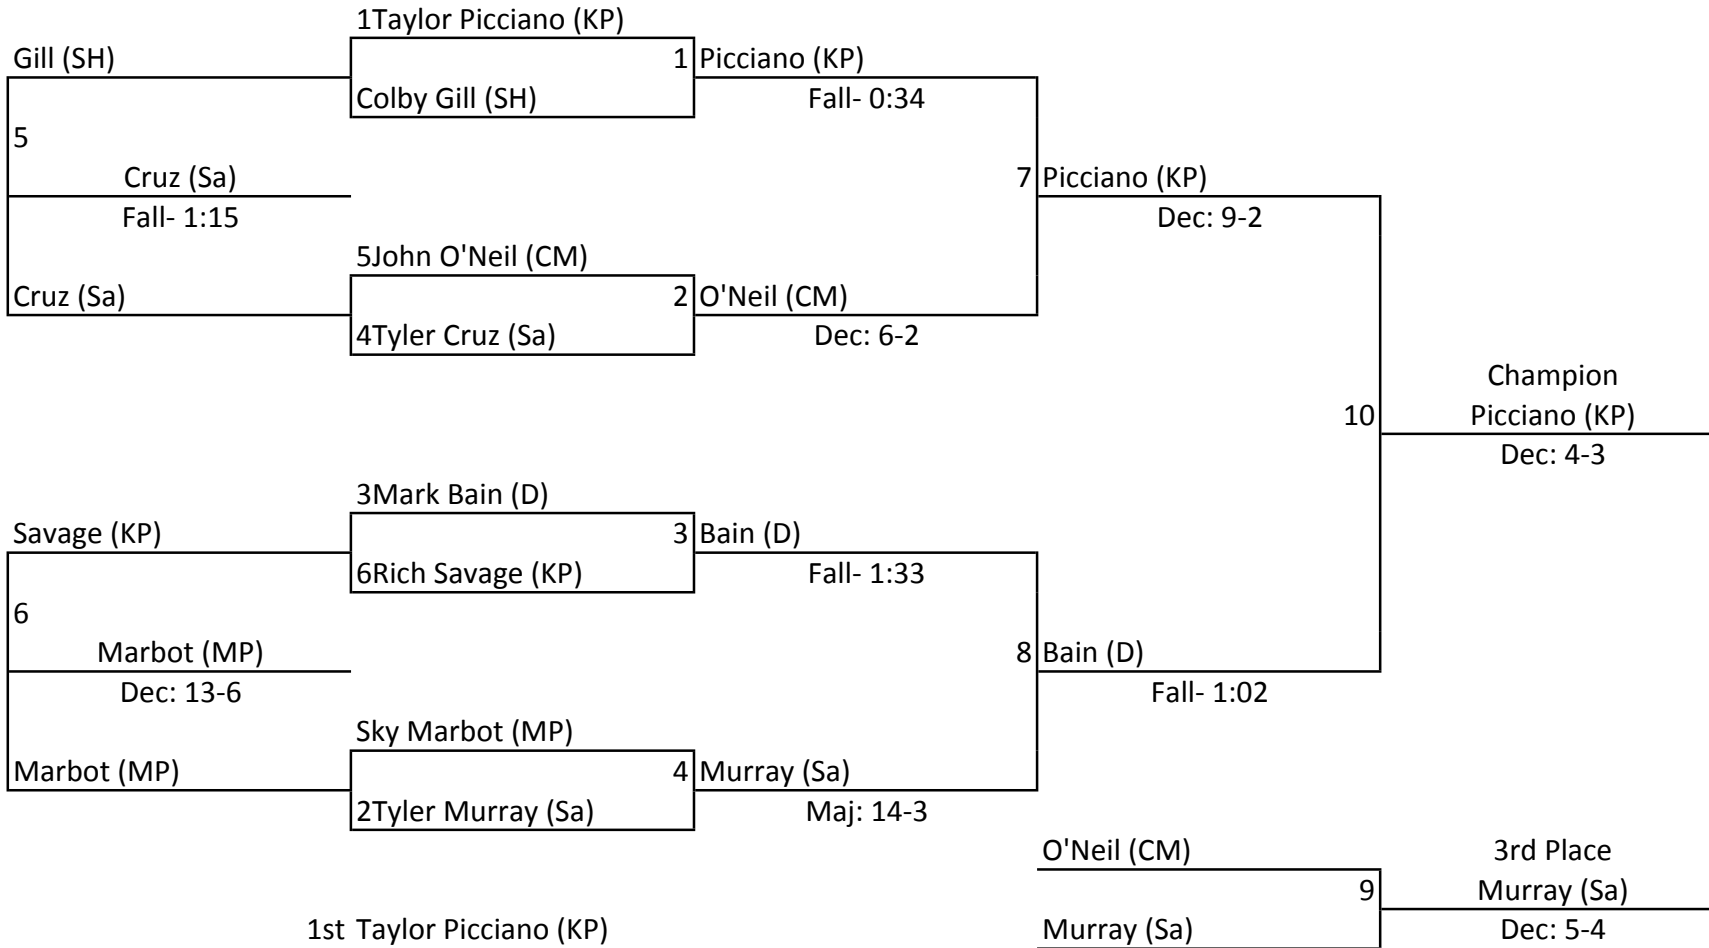 1Taylor Picciano (KP)
Gill (SH)
1 Picciano (KP)
Colby Gill (SH)
Fall- 0:34
5
Cruz (Sa)
7 Picciano (KP)
Fall- 1:15
Dec: 9-2
5John O'Neil (CM)
Cruz (Sa)
2 O'Neil (CM)
4Tyler Cruz (Sa)
Dec: 6-2
Champion
10
Picciano (KP)
Dec: 4-3
3Mark Bain (D)
Savage (KP)
3 Bain (D)
6Rich Savage (KP)
Fall- 1:33
6
Marbot (MP)
8 Bain (D)
Dec: 13-6
Fall- 1:02
Sky Marbot (MP)
Marbot (MP)
4 Murray (Sa)
2Tyler Murray (Sa)
Maj: 14-3
O'Neil (CM)
3rd Place
9
Murray (Sa)
1st Taylor Picciano (KP)
Murray (Sa)
Dec: 5-4